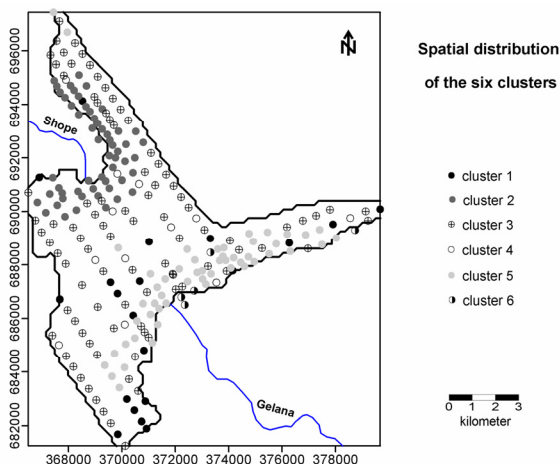 696000
694000
692000
690000
688000
686000
684000
682000
368000 370000 372000 374000 376000 378000
Shope
Gelana
N
Spatial distribution
of the six clusters
cluster 1
cluster 2
cluster 3
cluster 4
cluster 5
cluster 6
0 1 2 3
kilometer